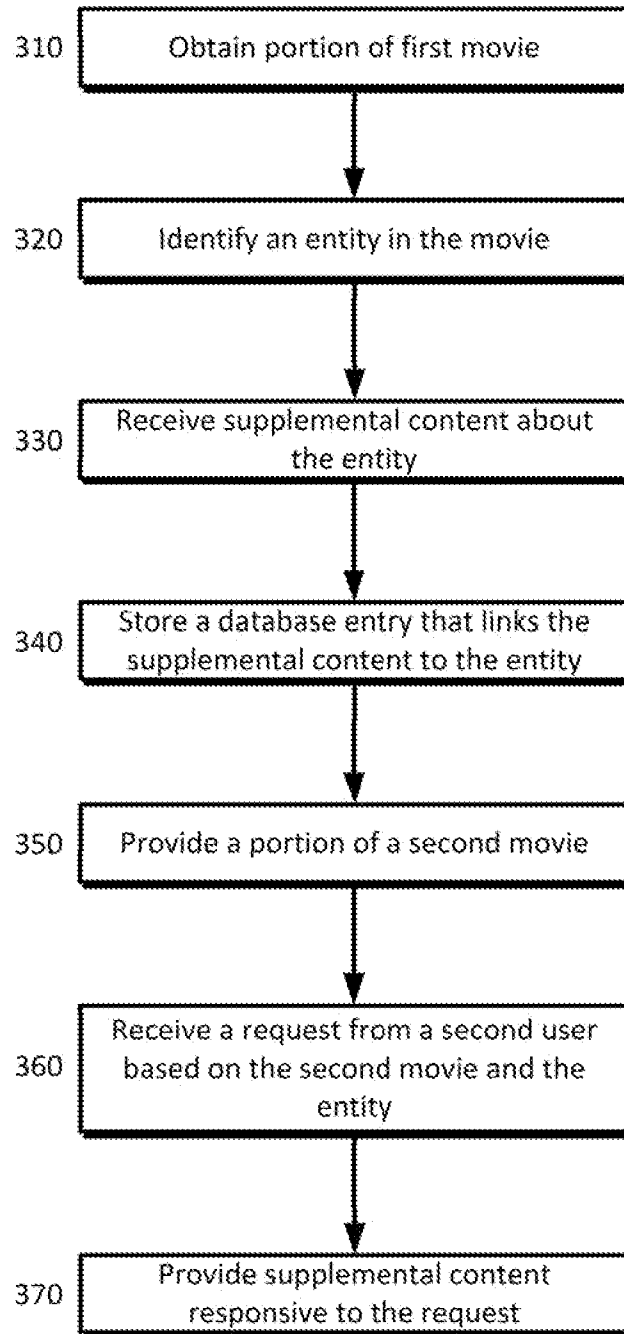 310 Obtain portion of first movie
320 Identify an entity in the movie
330 Receive supplemental content about
the entity
340 Store a database entry that links the
supplemental content to the entity
350 Provide a portion of a second movie
Receive a request from a second user
360 based on the second movie and the
entity
370 Provide supplemental content
responsive to the request